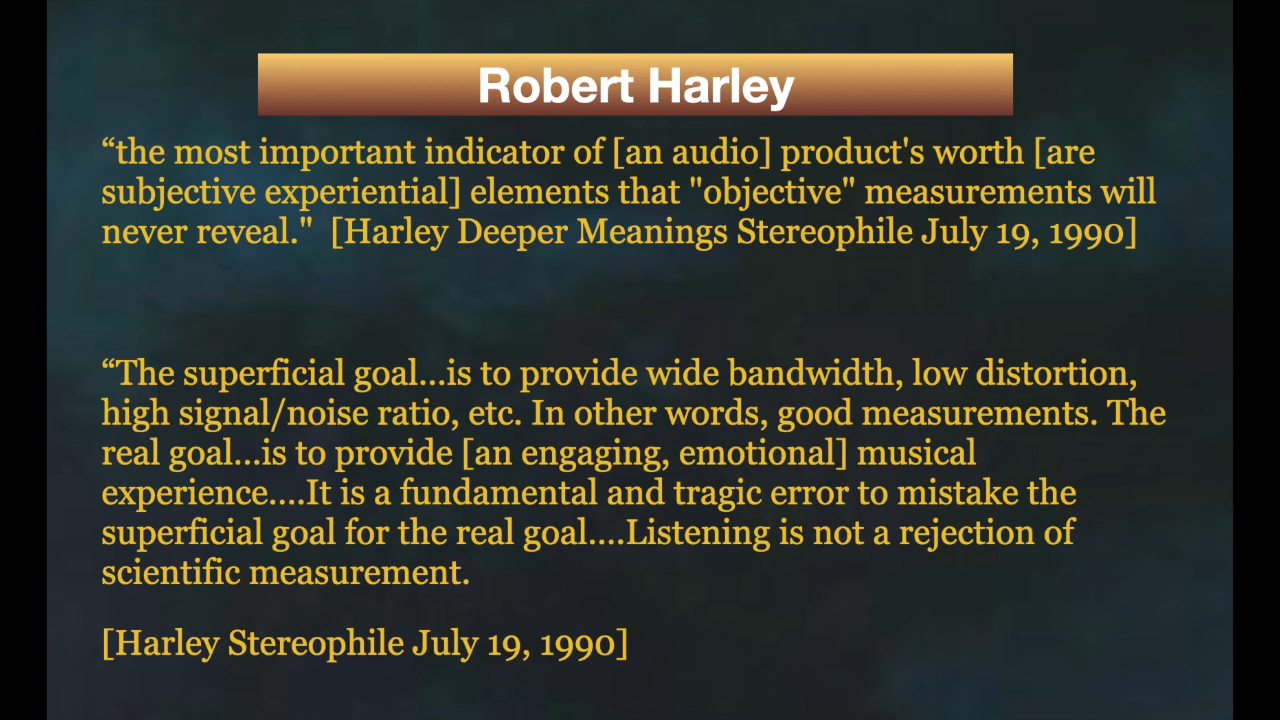 Robert Harley
“the most important indicator of [an audio] product's worth [are
subjective experiential] elements that "objective" measurements will
never reveal."  [Harley Deeper Meanings Stereophile July 19, 1990]
“The superficial goal...is to provide wide bandwidth, low distortion,
high signal/noise ratio, etc. In other words, good measurements. The
real goal...is to provide [an engaging, emotional] musical
experience....It is a fundamental and tragic error to mistake the
superficial goal for the real goal....Listening is not a rejection of
scientific measurement.
[Harley Stereophile July 19, 1990]